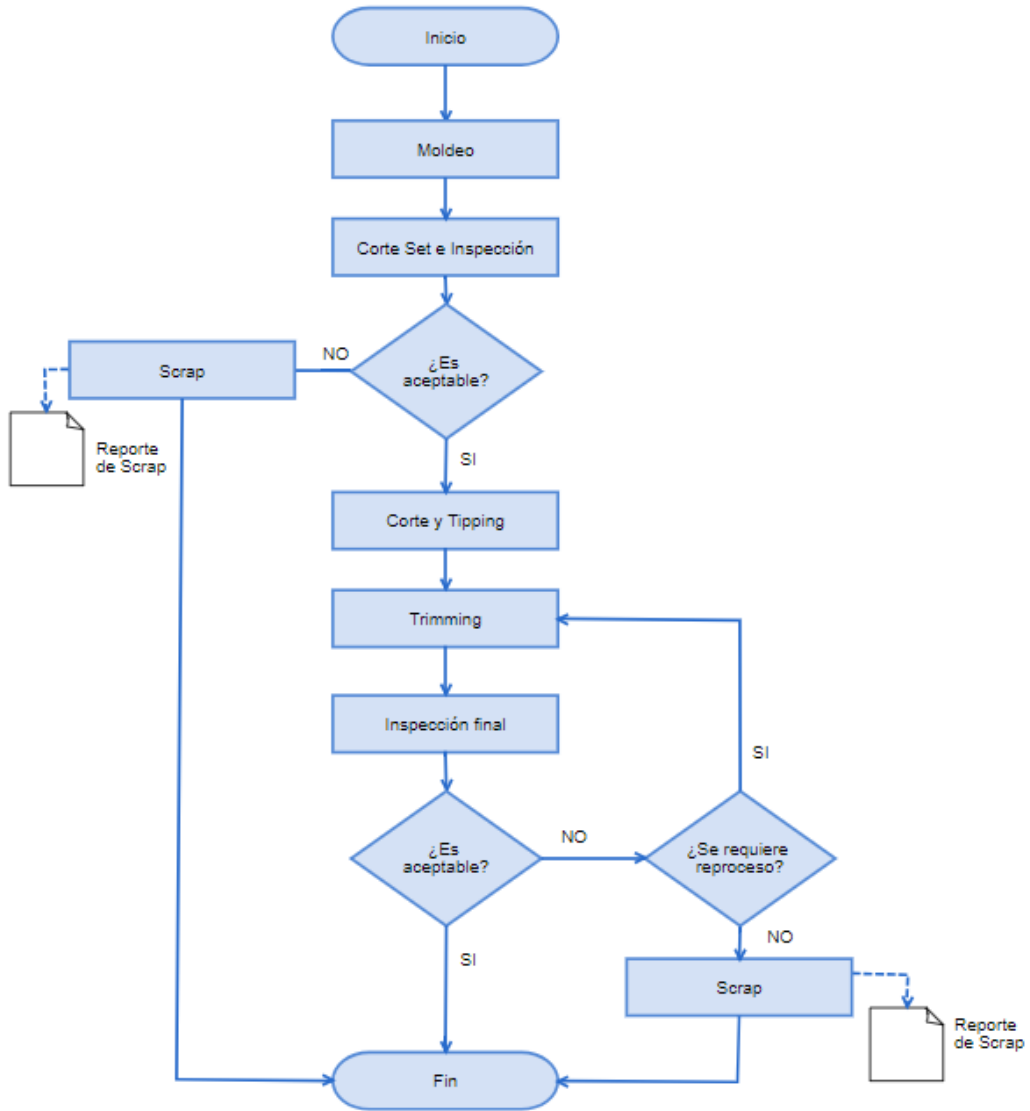 Inicio
Moldeo
Corte Set e Inspección
¿Es
aceptable?
NO
Scrap
Reporte
de Scrap
SI
Corte y Tipping
Trimming
Inspección final
¿Es
aceptable?
NO
¿Se requiere
reproceso?
SI
NO
Scrap
Reporte
de Scrap
SI
Fin